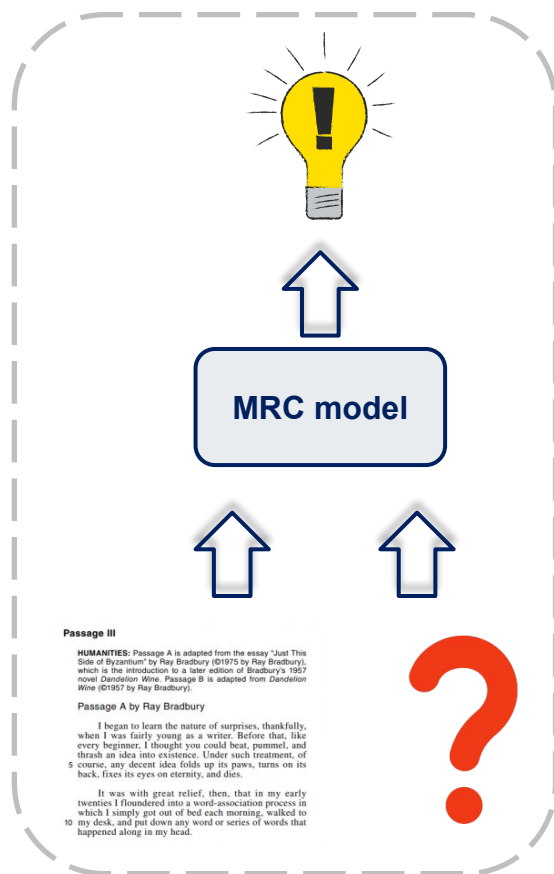 MRC model
Passage III
HUMANITIES: Passage A is adapted from the essay "Just This
Side of Byzantium" by Ray Bradbury (©1975 by Ray Bradbury),
which is the introduction to a later edition of Bradbury's 1957
novel Dandelion Wine. Passage B is adapted from Dandelion
Wine (©1957 by Ray Bradbury).
Passage A by Ray Bradbury
I began to learn the nature of surprises, thankfully,
when I was fairly young as a writer. Before that, like
every beginner, I thought you could beat, pummel, and
thrash an idea into existence. Under such treatment, of
5 course, any decent idea folds up its paws, turns on its
back, fixes its eyes on eternity, and dies.
It was with great relief, then, that in my early
twenties I floundered into a word-association process in
which I simply got out of bed each morning, walked to
10 my desk, and put down any word or series of words that
happened along in my head.